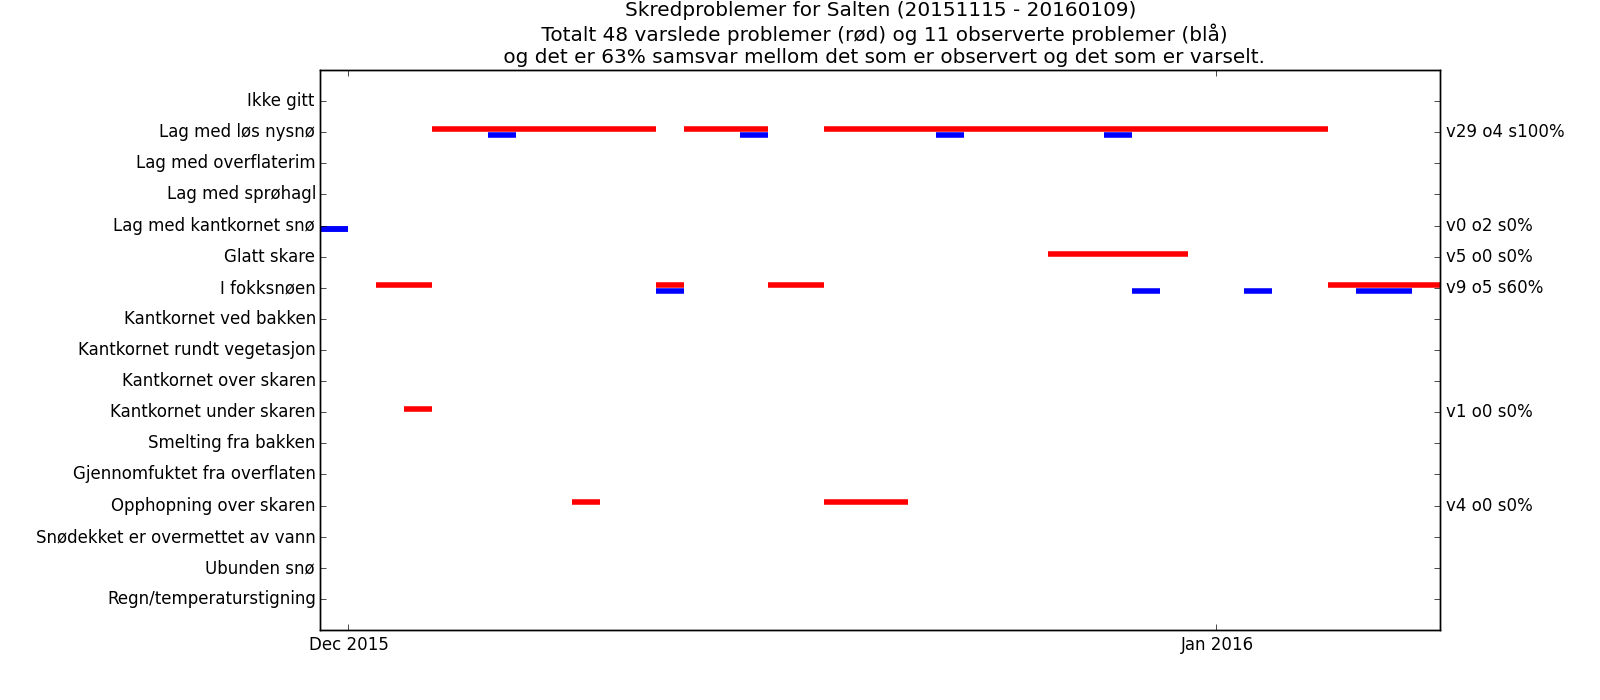 Skredproblemer for Salten (20151115 - 20160109)
Totalt 48 varslede problemer (rød) og 11 observerte problemer (blå)
og det er 63% samsvar mellom det som er observert og det som er varselt.
Ikke gitt
Lag med løs nysnø v29 o4 s100%
Lag med overflaterim
Lag med sprøhagl
Lag med kantkornet snø v0 o2 s0%
Glatt skare v5 o0 s0%
I fokksnøen v9 o5 s60%
Kantkornet ved bakken
Kantkornet rundt vegetasjon
Kantkornet over skaren
Kantkornet under skaren v1 o0 s0%
Smelting fra bakken
Gjennomfuktet fra overflaten
Opphopning over skaren v4 o0 s0%
Snødekket er overmettet av vann
Ubunden snø
Regn/temperaturstigning
Dec 2015 Jan 2016